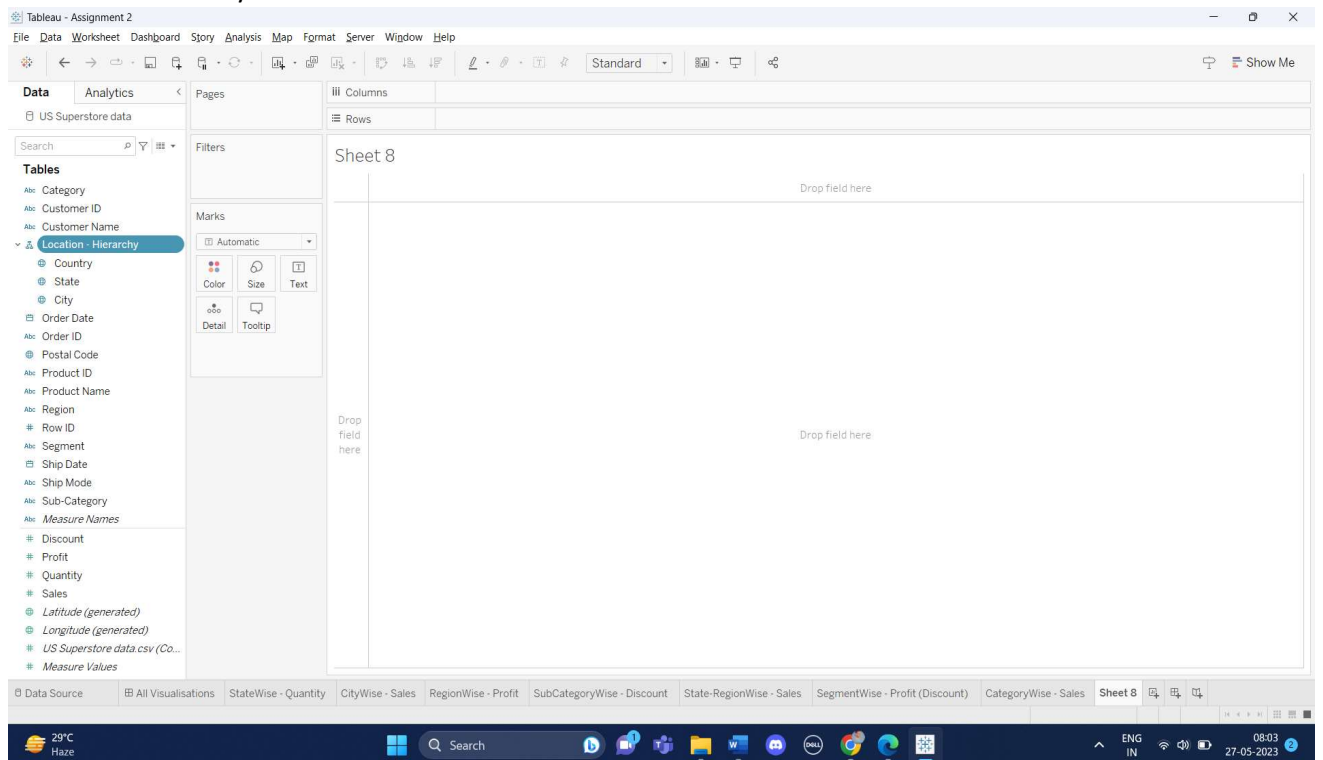 Tableau - Assignment 2
File Data Worksheet Dashboard Story Analysis Map Format Server Window Help
Standard
Show Me
Data Analytics
US Superstore data
Search
Tables
Abc Category
Abc Customer ID
Abc Customer Name
Location - Hierarchy
Country
State
City
Order Date
Abc Order ID
Postal Code
Abc Product ID
Abc Product Name
Abc Region
# Row ID
Abc Segment
Ship Date
Abc Ship Mode
Abc Sub-Category
Abc Measure Names
# Discount
# Profit
# Quantity
# Sales
Latitude (generated)
Longitude (generated)
# US Superstore data.csv (Co...
# Measure Values
Pages
Filters
Marks
Automatic
Color Size Text
Detail Tooltip
Columns
Rows
Sheet 8
Drop field here
Drop
field
here
Drop field here
Data Source All Visualisations StateWise - Quantity CityWise - Sales RegionWise - Profit SubCategoryWise - Discount State-RegionWise - Sales SegmentWise - Profit (Discount) CategoryWise - Sales Sheet 8
29°C
Haze
Search
DELL
ENG
IN
08:03
27-05-2023
2